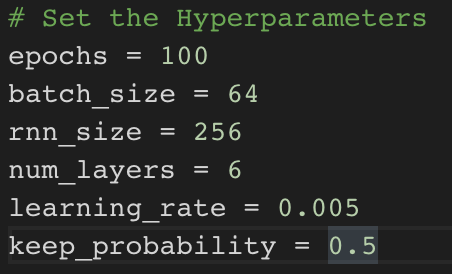 # Set the Hyperparameters
epochs = 100
batch_size = 64
rnn_size = 256
num_layers = 6
learning_rate = 0.005
keep_probability = 0.5